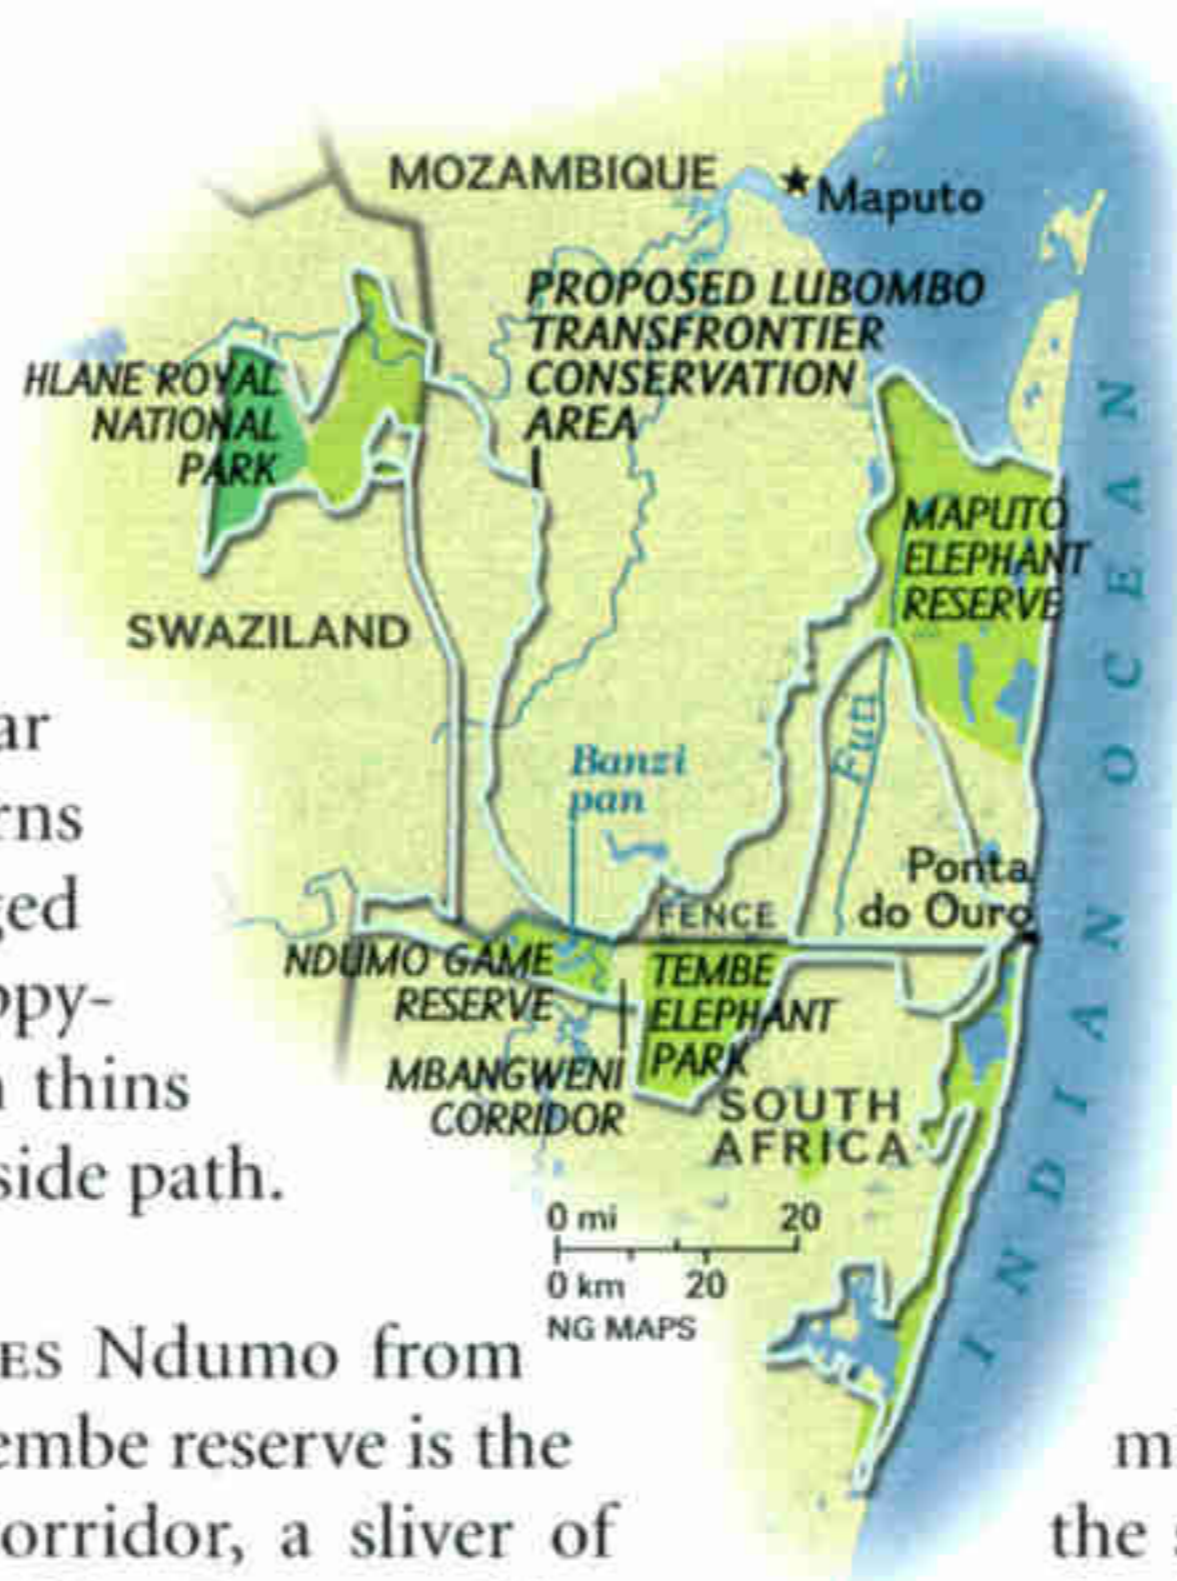 MOZAMBIQUE
Maputo
PROPOSED LUBOMBO
TRANSFRONTIER
CONSERVATION
AREA
HLANE ROYAL
NATIONAL
PARK
MAPUTO
ELEPHANT
RESERVE
SWAZILAND
Futi
Banzi
pan
Ponta
do Ouro
FENCE
NDUMO GAME
RESERVE
TEMBE
ELEPHANT
PARK
MBANGWENI
CORRIDOR
SOUTH
AFRICA
INDIAN OCEAN
0 mi 20
0 km 20
NG MAPS
ar
rns
ged
ppy-
n thins
side path.
ES Ndumo from
embe reserve is the
orridor, a sliver of
m
the s